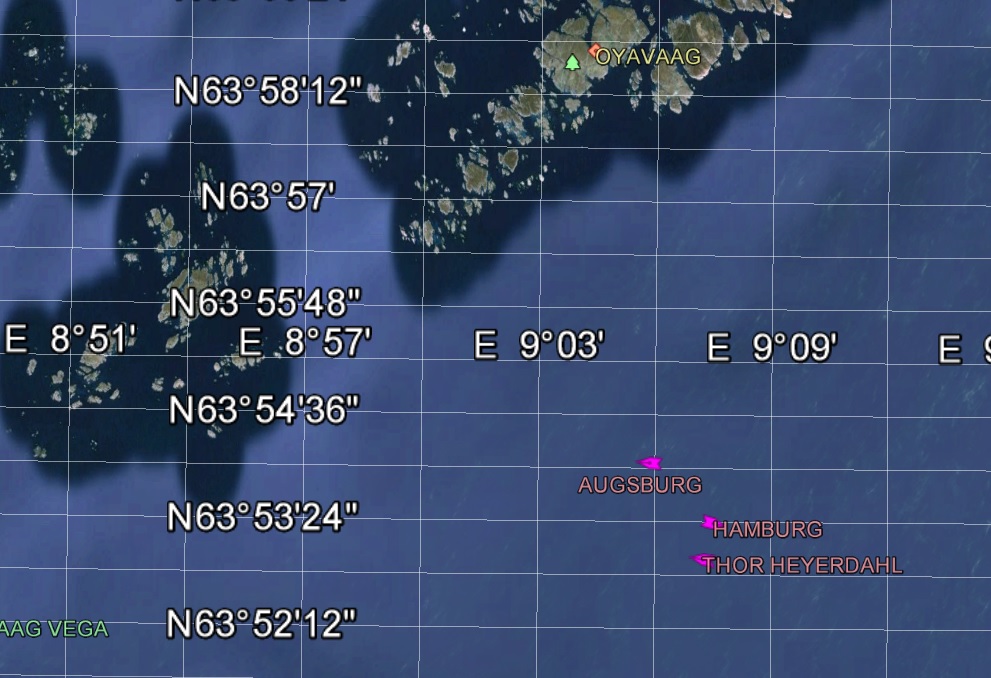 OYAVAAG
N63°58'12"
N63°57'
N63°55'48"
E 8°51'
E 8°57'
E 9°03'
E 9°09'
N63°54'36"
AUGSBURG
N63°53'24"
HAMBURG
THOR HEYERDAHL
N63°52'12"
AAG VEGA